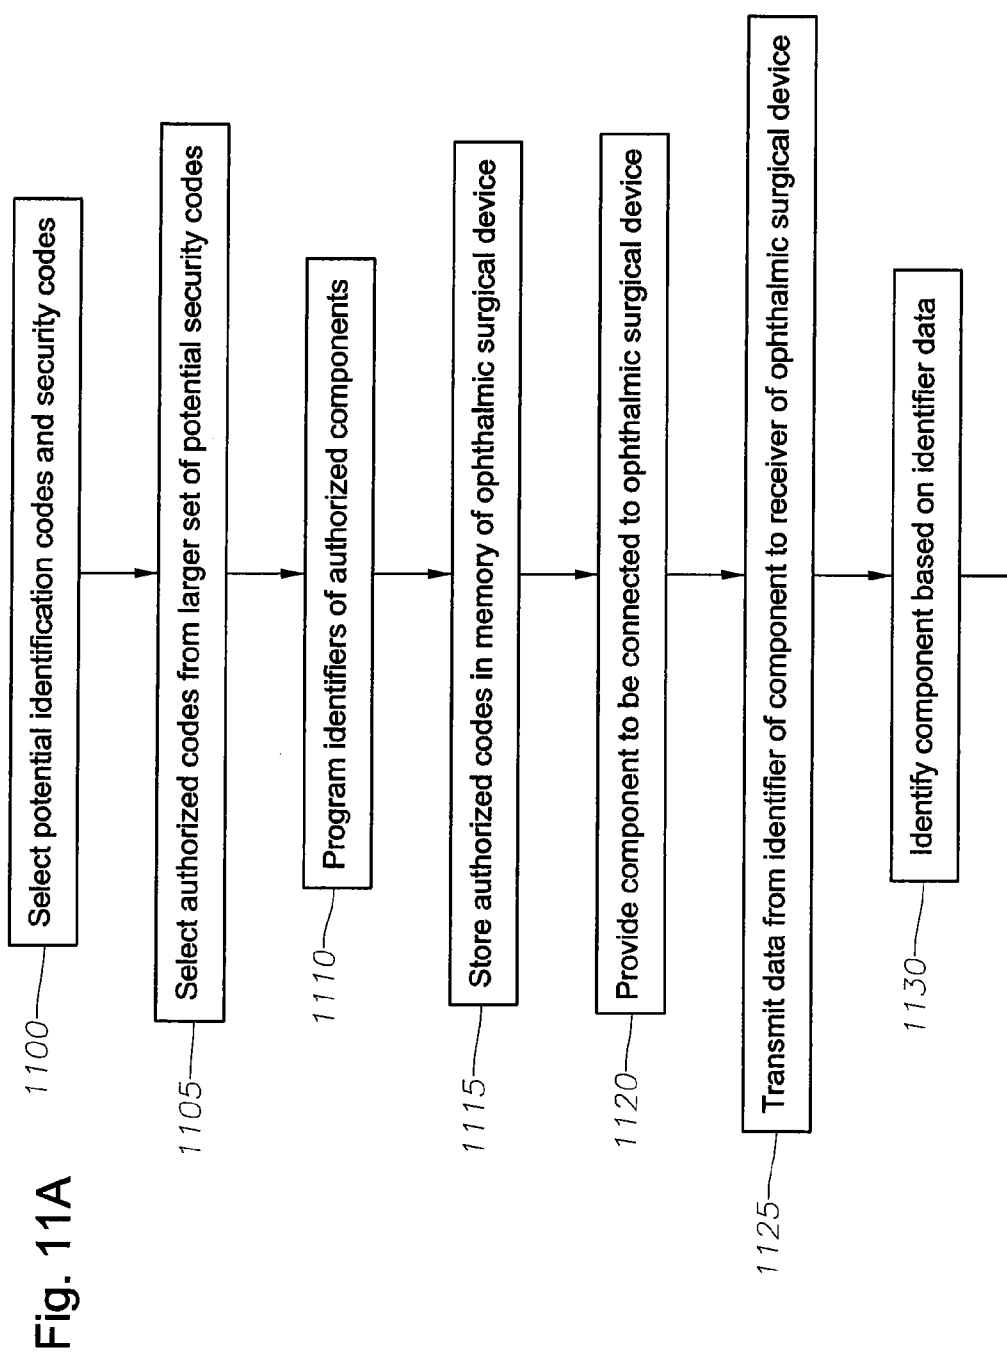 Fig. 11A
1100
Select potential identification codes and security codes
1105
Select authorized codes from larger set of potential security codes
1110
Program identifiers of authorized components
1115
Store authorized codes in memory of ophthalmic surgical device
1120
Provide component to be connected to ophthalmic surgical device
1125
Transmit data from identifier of component to receiver of ophthalmic surgical device
1130
Identify component based on identifier data